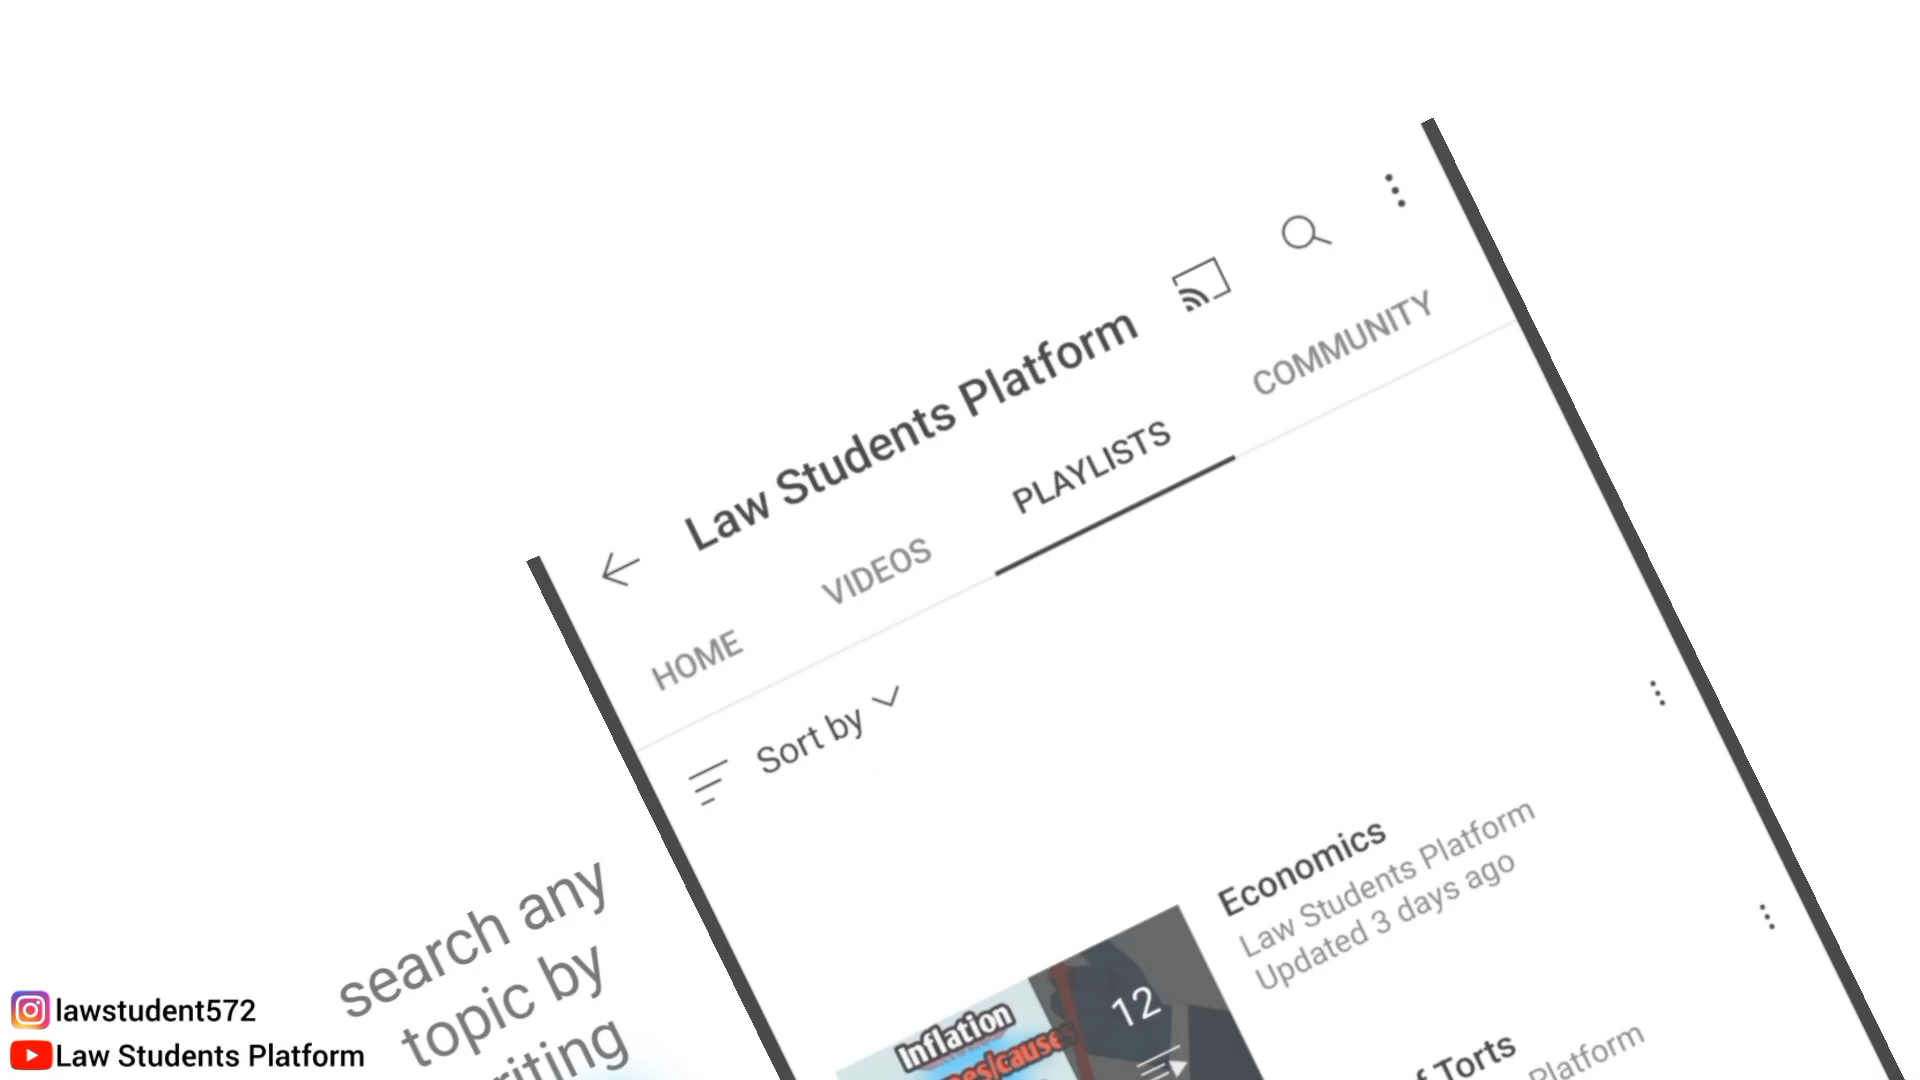 Law Students Platform
HOME VIDEOS PLAYLISTS COMMUNITY
Sort by
Economics
Law Students Platform
Updated 3 days ago
12
Inflation
Torts
Platform
search any
topic by
lawstudent572
Law Students Platform